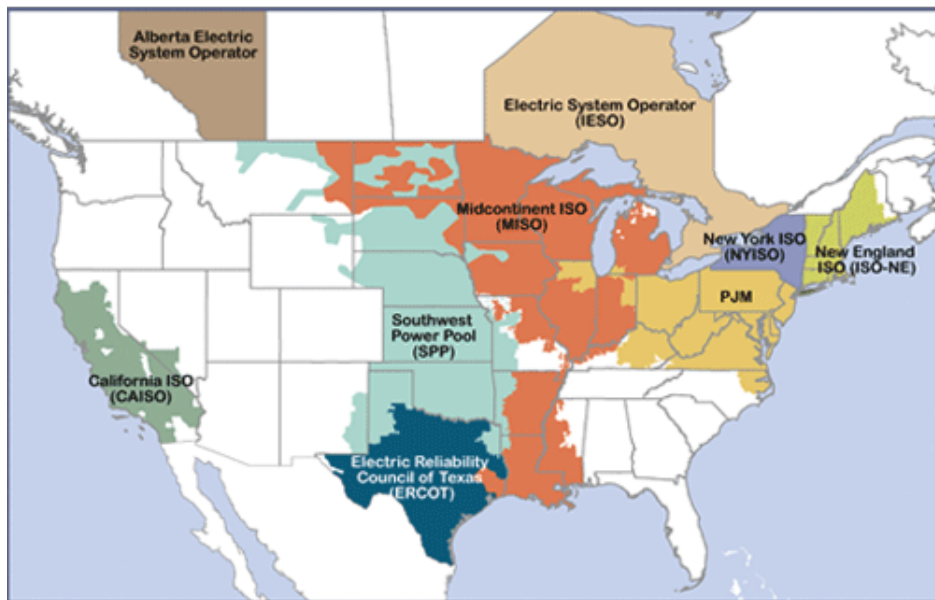 Alberta Electric
System Operator
Electric System Operator
(IESO)
Midcontinent ISO
(MISO)
New York ISO
(NYISO)
New England
ISO (ISO-NE)
PJM
Southwest
Power Pool
(SPP)
California ISO
(CAISO)
Electric Reliability
Council of Texas
(ERCOT)